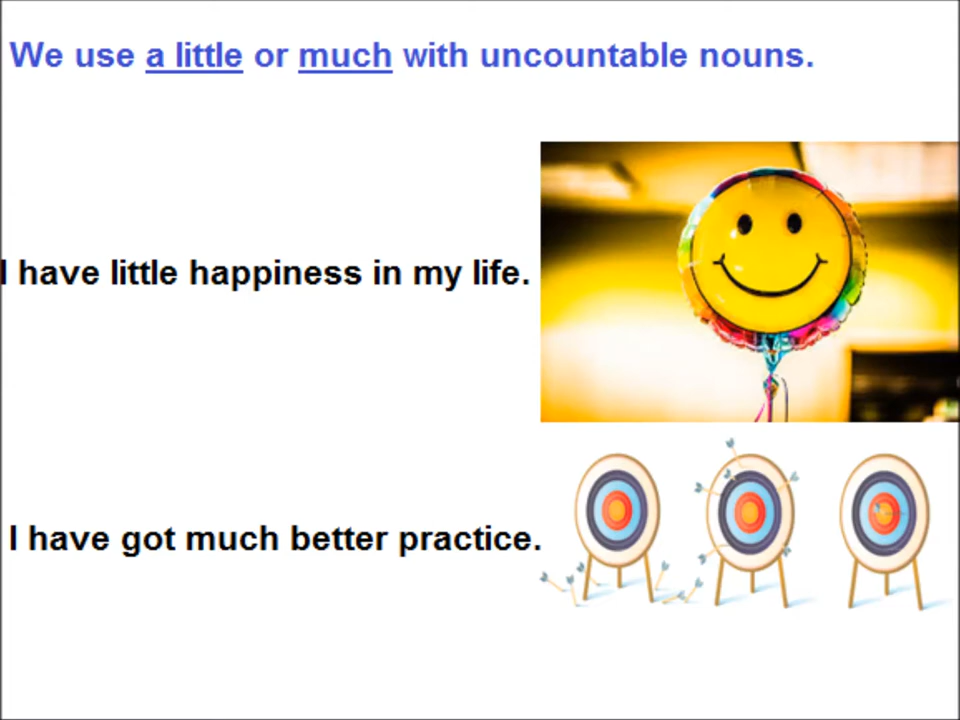 We use a little or much with uncountable nouns.
I have little happiness in my life.
I have got much better practice.